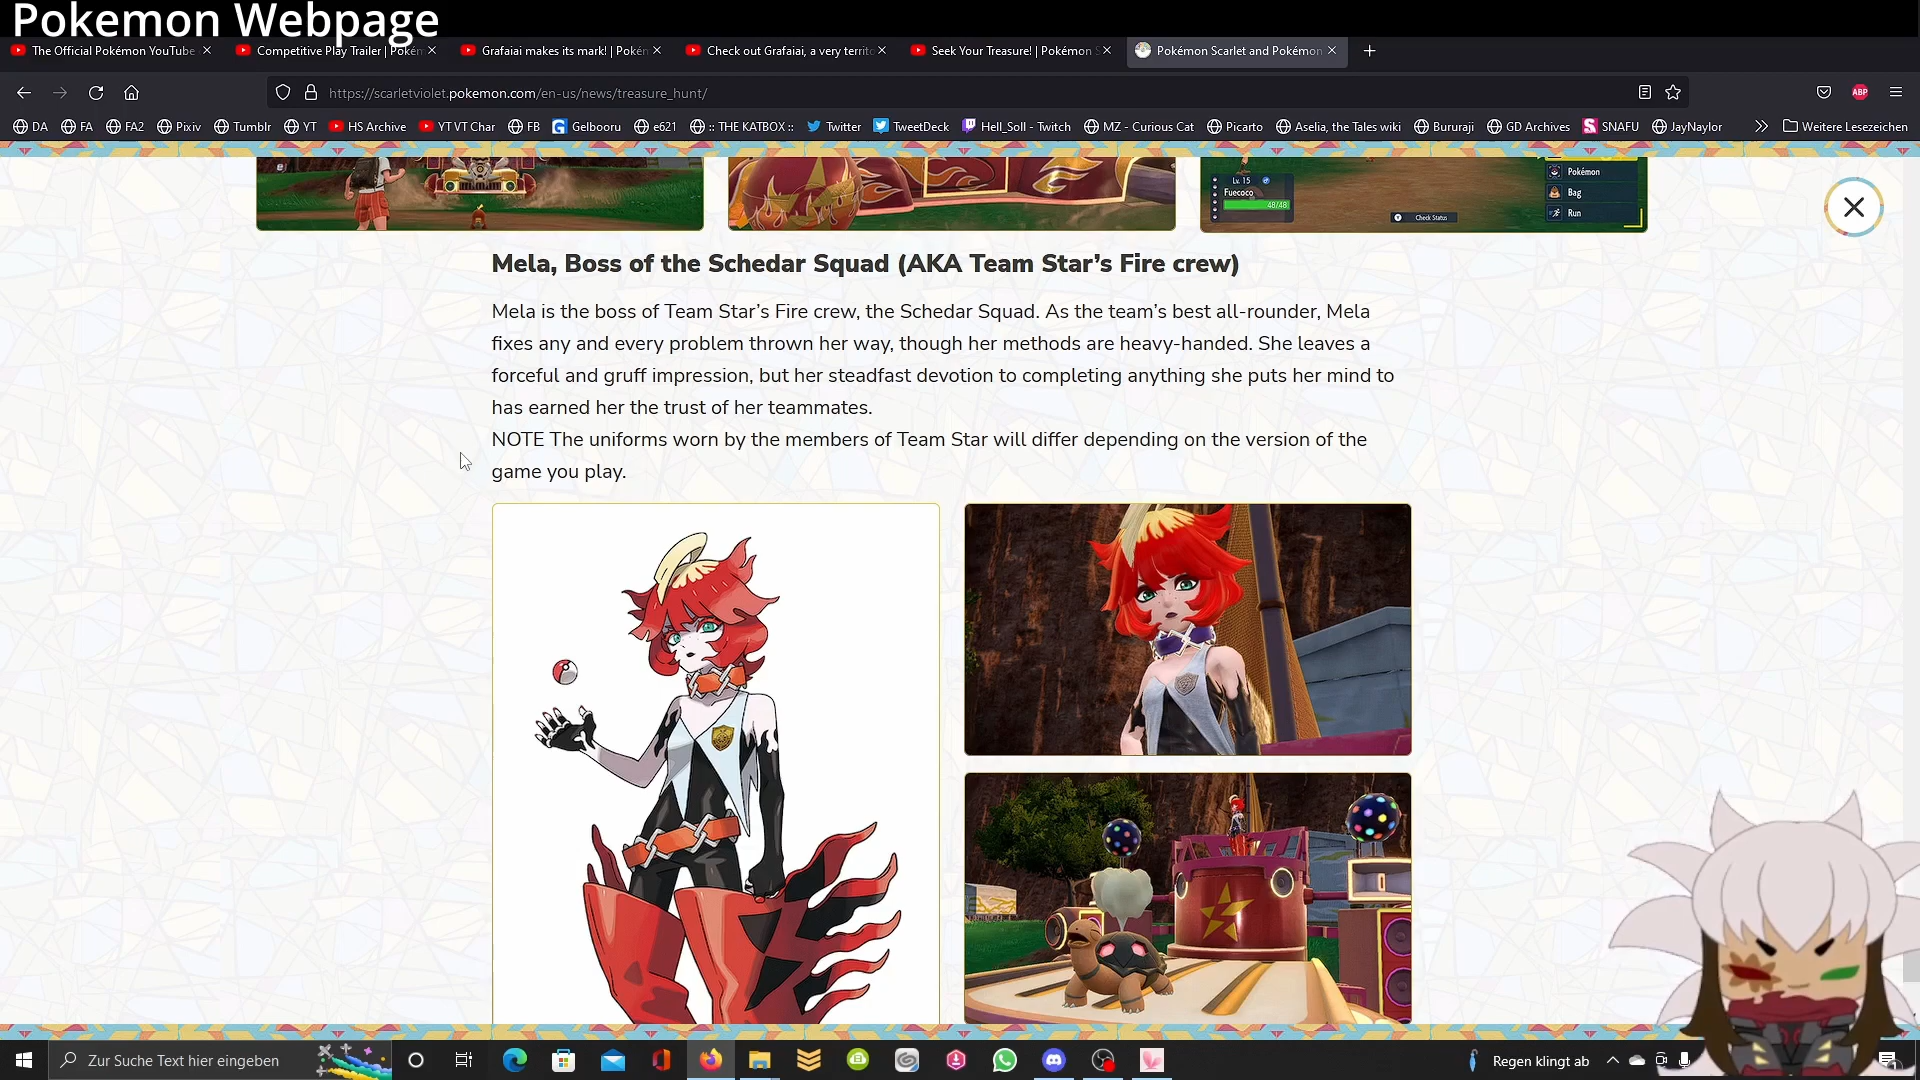 Pokemon Webpage
The Official Pokémon YouTube
Competitive Play Trailer | Pokém
Grafaiai makes its mark! | Pokén
Check out Grafaiai, a very territo
Seek Your Treasure! | Pokémon S
Pokémon Scarlet and Pokémon
https://scarletviolet.pokemon.com/en-us/news/treasure_hunt/
ABP
DA FA FA2 Pixiv Tumblr YT HS Archive YT VT Char FB Gelbooru e621 :: THE KATBOX :: Twitter TweetDeck Hell_Soll - Twitch MZ - Curious Cat Picarto Aselia, the Tales wiki Bururaji GD Archives SNAFU JayNaylor Weitere Lesezeichen
Lv. 15
Fuecoco
48/48
Check Status
Pokémon
Bag
Run
Mela, Boss of the Schedar Squad (AKA Team Star’s Fire crew)
Mela is the boss of Team Star’s Fire crew, the Schedar Squad. As the team’s best all-rounder, Mela
fixes any and every problem thrown her way, though her methods are heavy-handed. She leaves a
forceful and gruff impression, but her steadfast devotion to completing anything she puts her mind to
has earned her the trust of her teammates.
NOTE The uniforms worn by the members of Team Star will differ depending on the version of the
game you play.
Zur Suche Text hier eingeben
Regen klingt ab